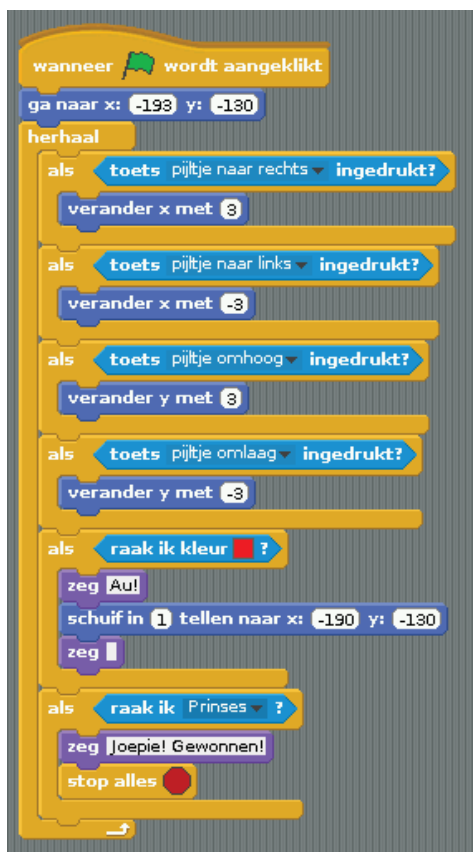 wanneer wordt aangeklikt
ga naar x: -193 y: -130
herhaal
als toets pijltje naar rechts ingedrukt?
verander x met 3
als toets pijltje naar links ingedrukt?
verander x met -3
als toets pijltje omhoog ingedrukt?
verander y met 3
als toets pijltje omlaag ingedrukt?
verander y met -3
als raak ik kleur ?
zeg Au!
schuif in 1 tellen naar x: -190 y: -130
zeg
als raak ik Prinses ?
zeg Joepie! Gewonnen!
stop alles